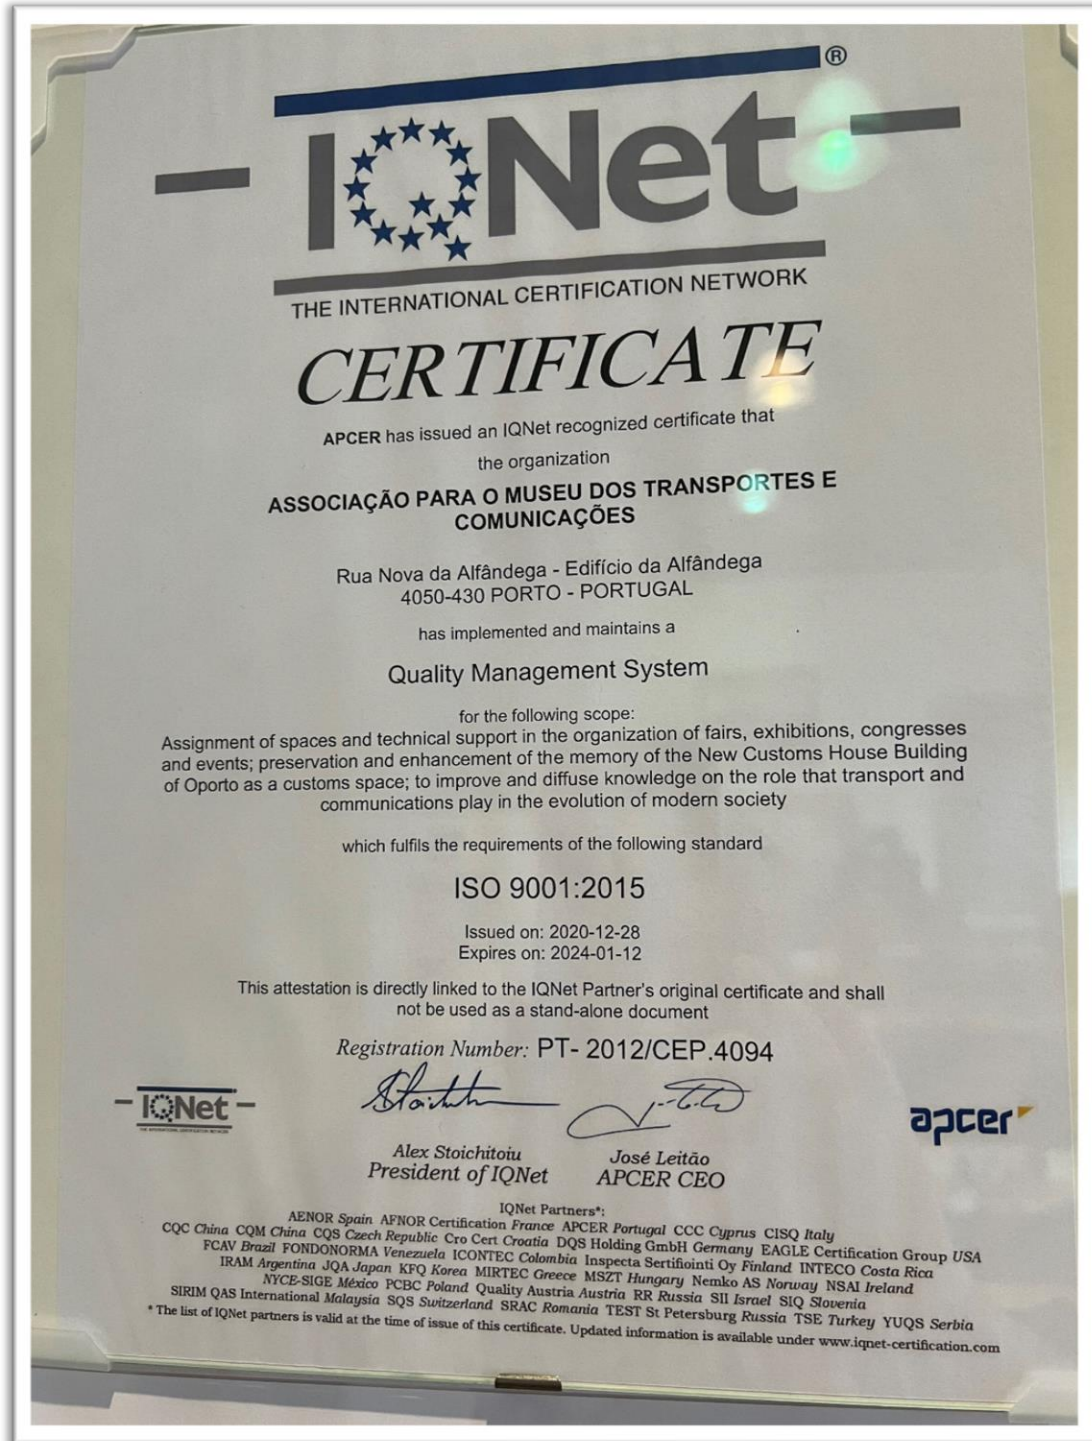 IQNet ®
THE INTERNATIONAL CERTIFICATION NETWORK
CERTIFICATE
APCER has issued an IQNet recognized certificate that
the organization
ASSOCIAÇÃO PARA O MUSEU DOS TRANSPORTES E
COMUNICAÇÕES
Rua Nova da Alfândega - Edifício da Alfândega
4050-430 PORTO - PORTUGAL
has implemented and maintains a
Quality Management System
for the following scope:
Assignment of spaces and technical support in the organization of fairs, exhibitions, congresses
and events; preservation and enhancement of the memory of the New Customs House Building
of Oporto as a customs space; to improve and diffuse knowledge on the role that transport and
communications play in the evolution of modern society
which fulfils the requirements of the following standard
ISO 9001:2015
Issued on: 2020-12-28
Expires on: 2024-01-12
This attestation is directly linked to the IQNet Partner's original certificate and shall
not be used as a stand-alone document
Registration Number: PT- 2012/CEP.4094
IQNet
THE INTERNATIONAL CERTIFICATION NETWORK
apcer
Alex Stoichitoiu
President of IQNet
José Leitão
APCER CEO
IQNet Partners*:
AENOR Spain AFNOR Certification France APCER Portugal CCC Cyprus CISQ Italy
CQC China CQM China CQS Czech Republic Cro Cert Croatia DQS Holding GmbH Germany EAGLE Certification Group USA
FCAV Brazil FONDONORMA Venezuela ICONTEC Colombia Inspecta Sertifiointi Oy Finland INTECO Costa Rica
IRAM Argentina JQA Japan KFQ Korea MIRTEC Greece MSZT Hungary Nemko AS Norway NSAI Ireland
NYCE-SIGE México PCBC Poland Quality Austria Austria RR Russia SII Israel SIQ Slovenia
SIRIM QAS International Malaysia SQS Switzerland SRAC Romania TEST St Petersburg Russia TSE Turkey YUQS Serbia
* The list of IQNet partners is valid at the time of issue of this certificate. Updated information is available under www.iqnet-certification.com